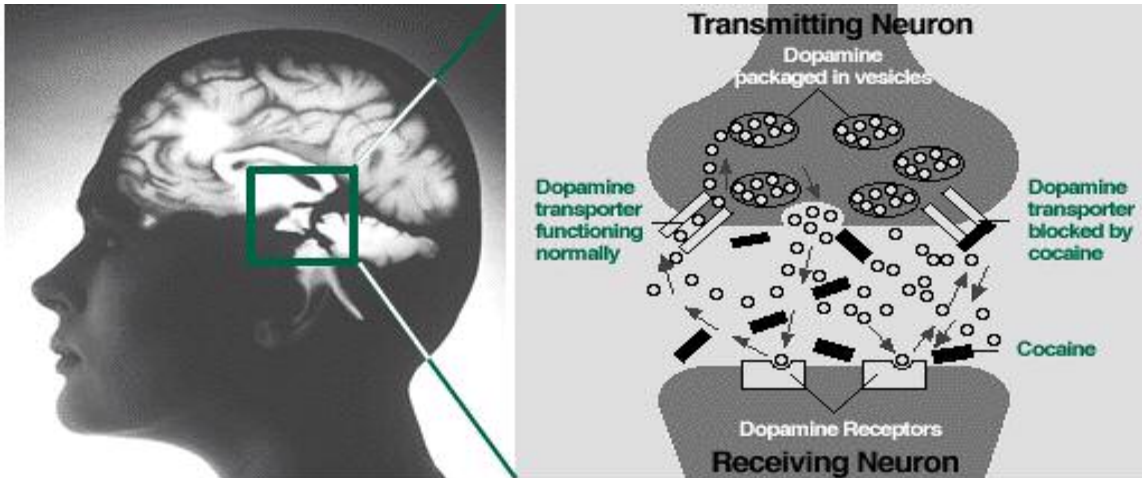 Transmitting Neuron
Dopamine
packaged in vesicles
Dopamine
transporter
functioning
normally
Dopamine
transporter
blocked by
cocaine
Cocaine
Dopamine Receptors
Receiving Neuron